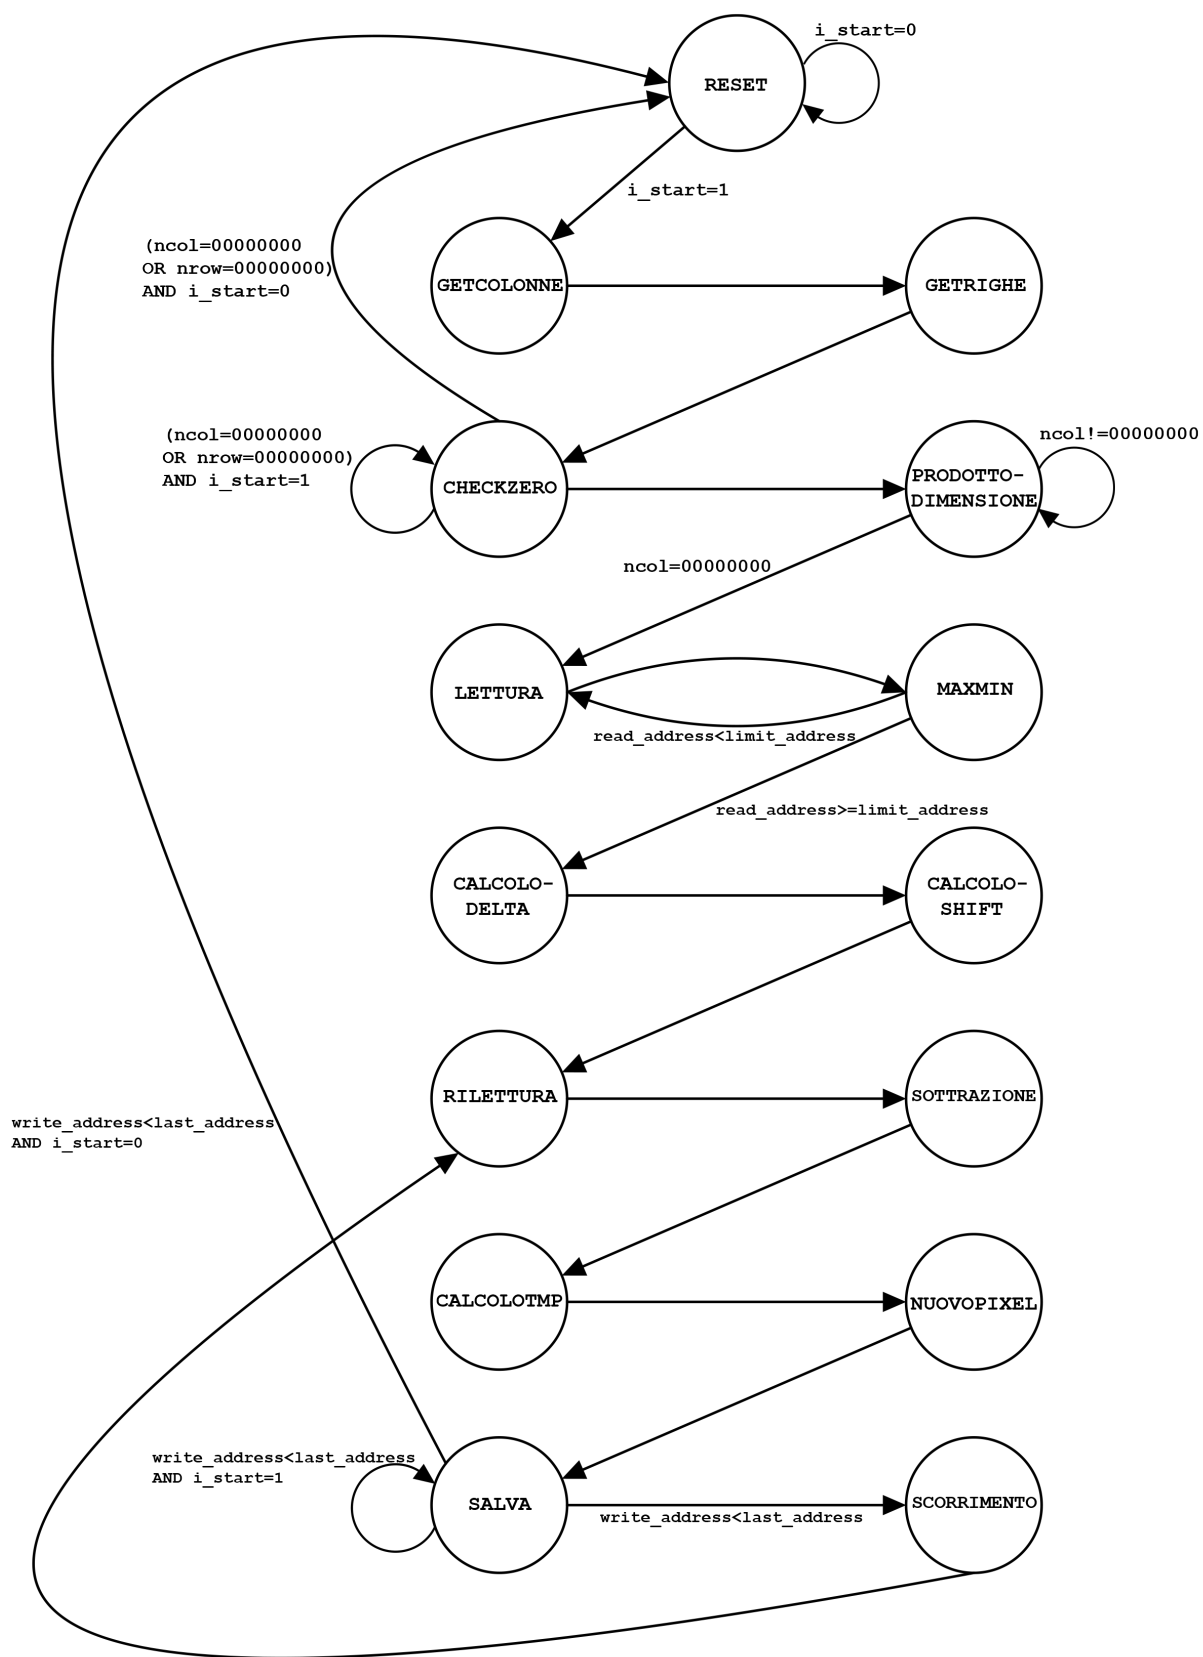 i_start=0
RESET
i_start=1
(ncol=00000000
OR nrow=00000000)
AND i_start=0
GETCOLONNE
GETRIGHE
(ncol=00000000
OR nrow=00000000)
AND i_start=1
CHECKZERO
ncol!=00000000
PRODOTTO-
DIMENSIONE
ncol=00000000
LETTURA
MAXMIN
read_address<limit_address
read_address>=limit_address
CALCOLO-
DELTA
CALCOLO-
SHIFT
RILETTURA
SOTTRAZIONE
write_address<last_address
AND i_start=0
CALCOLOTMP
NUOVOPIXEL
write_address<last_address
AND i_start=1
SALVA
write_address<last_address
SCORRIMENTO